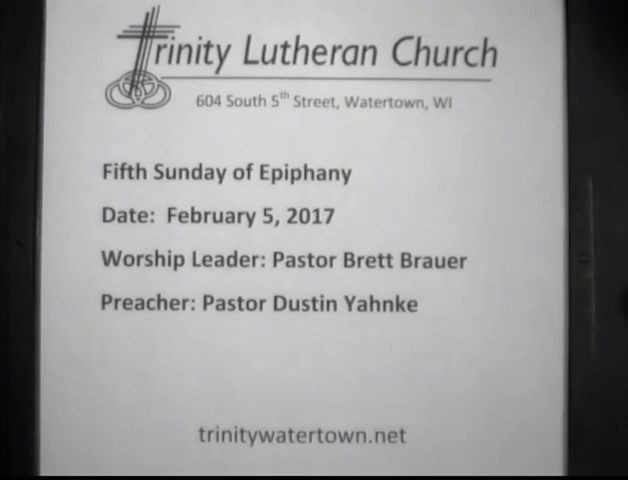 Trinity Lutheran Church
604 South 5th Street, Watertown, WI
Fifth Sunday of Epiphany
Date: February 5, 2017
Worship Leader: Pastor Brett Brauer
Preacher: Pastor Dustin Yahnke
trinitywatertown.net